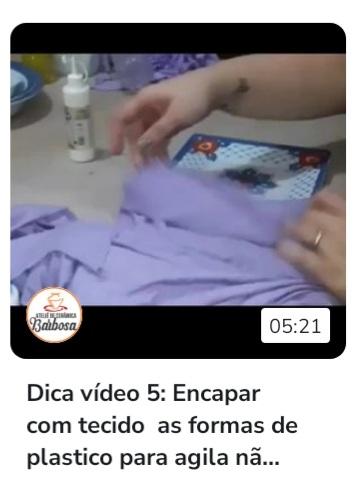 ATELIÊ DE CERÂMICA
Barbosa
05:21
Dica vídeo 5: Encapar
com tecido as formas de
plastico para agila nã...